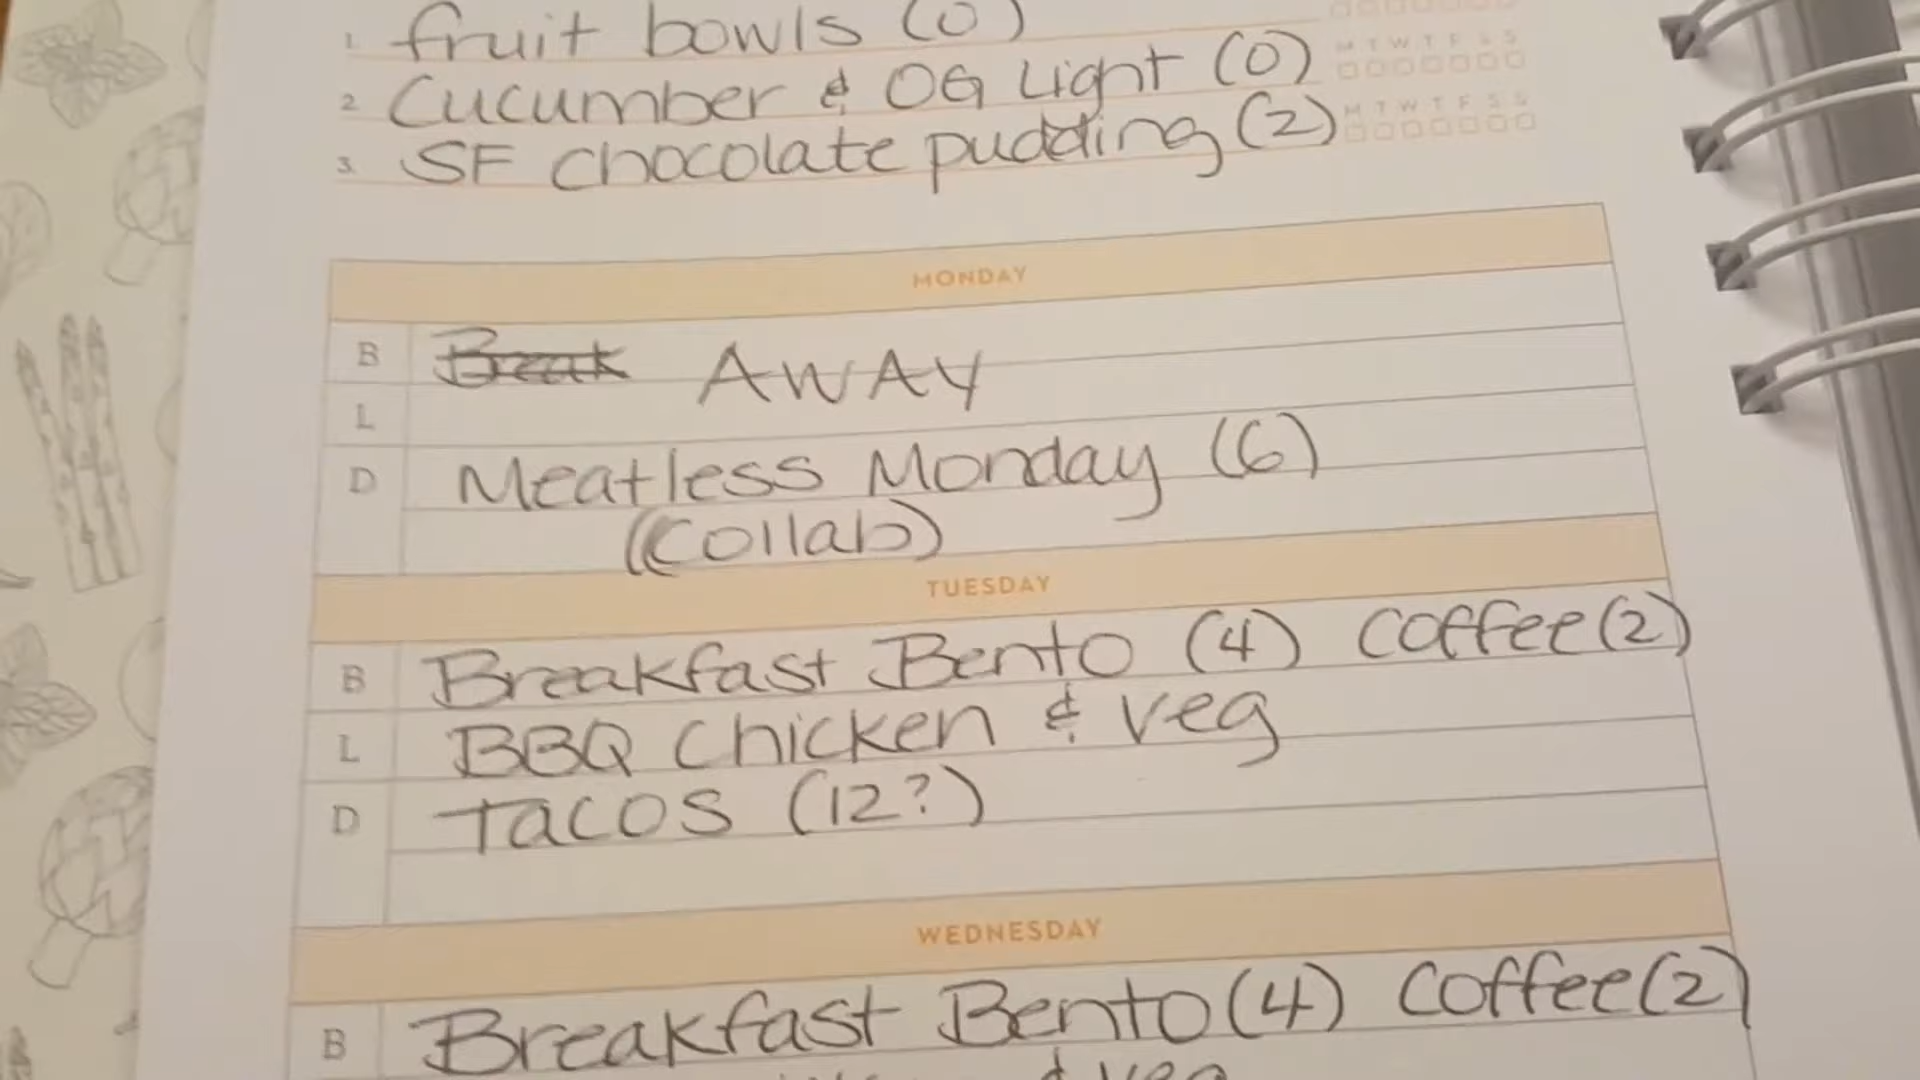 1. fruit bowls (0)
M T W T F S S
2. Cucumber & OG Light (0)
M T W T F S S
3. SF chocolate pudding (2)
MONDAY
B Break AWAY
L
D Meatless Monday (6)
(Collab)
TUESDAY
B Breakfast Bento (4) Coffee (2)
L BBQ Chicken & veg
D Tacos (12?)
WEDNESDAY
B Breakfast Bento (4) Coffee (2)
& veg